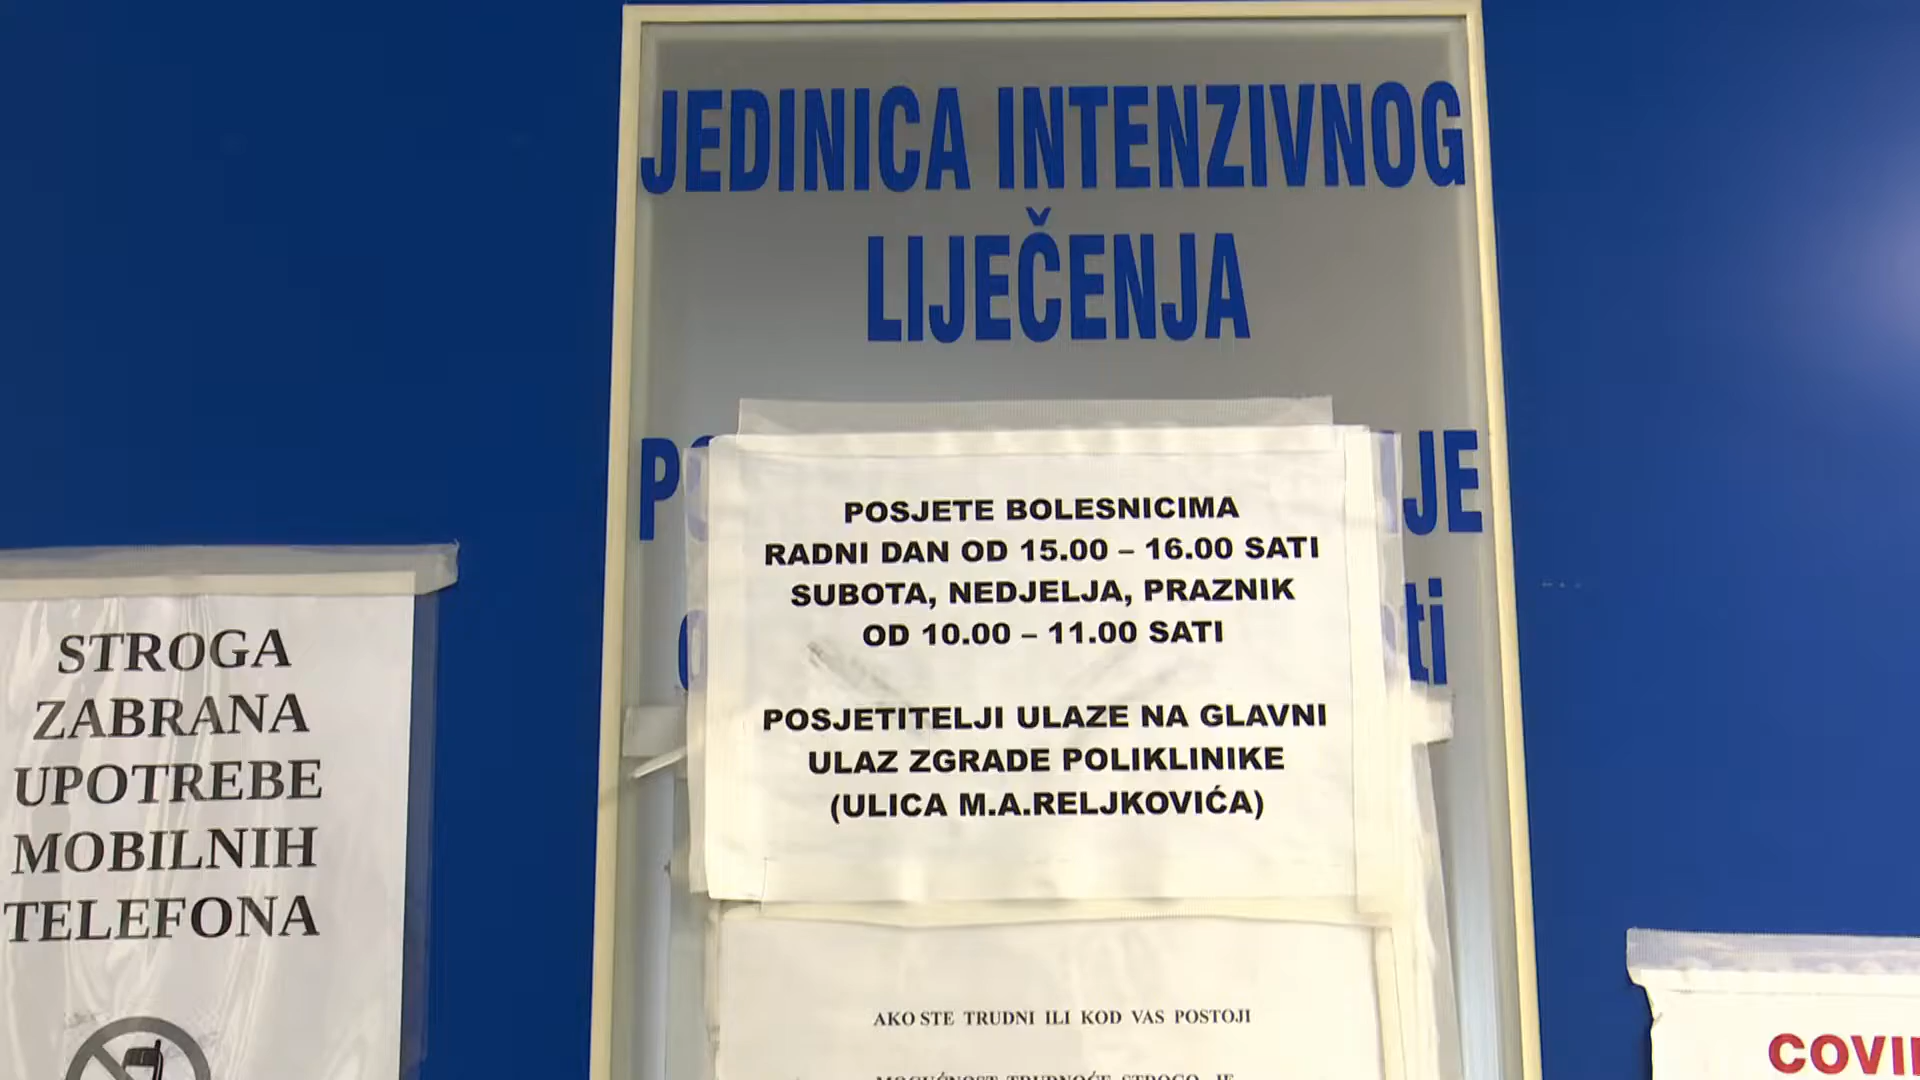 JEDINICA INTENZIVNOG
LIJEČENJA
POSJETE BOLESNICIMA
RADNI DAN OD 15.00 – 16.00 SATI
SUBOTA, NEDJELJA, PRAZNIK
OD 10.00 – 11.00 SATI
POSJETITELJI ULAZE NA GLAVNI
ULAZ ZGRADE POLIKLINIKE
(ULICA M.A.RELJKOVIĆA)
AKO STE TRUDNI ILI KOD VAS POSTOJI
STROGA
ZABRANA
UPOTREBE
MOBILNIH
TELEFONA